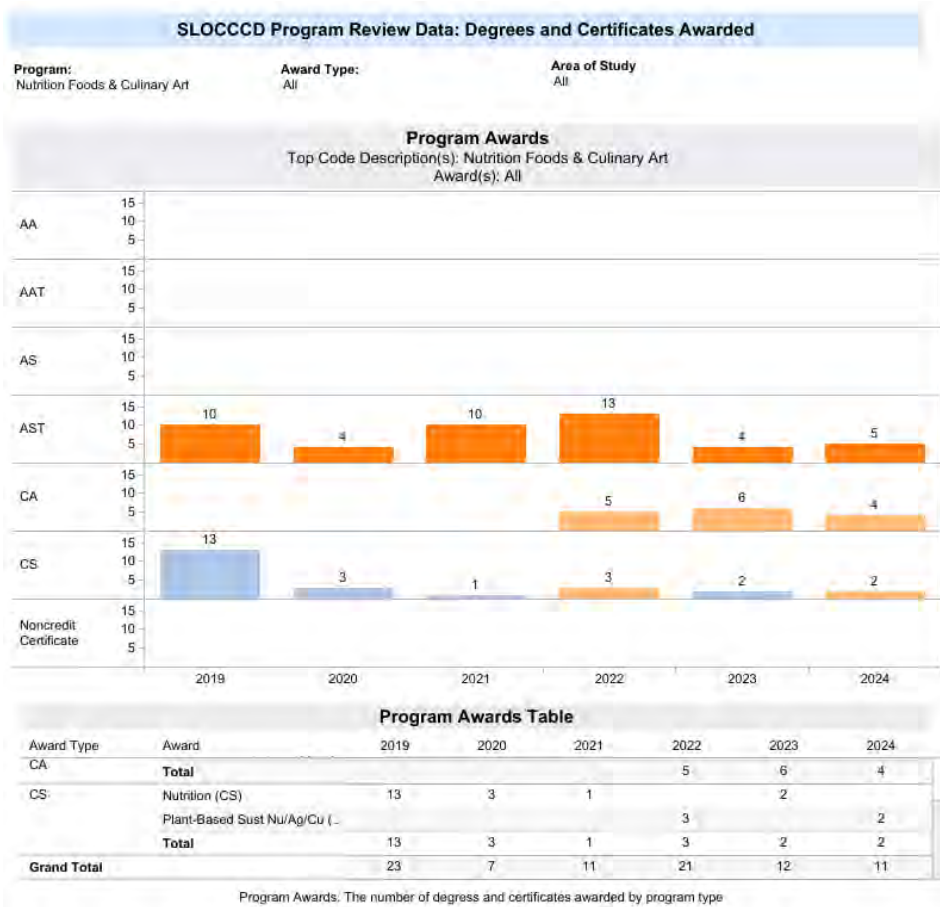 SLOCCCD Program Review Data: Degrees and Certificates Awarded
Program: Award Type: Area of Study
Nutrition Foods & Culinary Art All All
Program Awards
Top Code Description(s): Nutrition Foods & Culinary Art
Award(s): All
AA 15 10 5
AAT 15 10 5
AS 15 10 5
AST 15 10 5 10 4 10 13 4 5
CA 15 10 5 5 6 4
CS 15 10 5 13 3 1 3 2 2
Noncredit Certificate 15 10 5
2019 2020 2021 2022 2023 2024
Program Awards Table
Award Type Award 2019 2020 2021 2022 2023 2024
CA Total 5 6 4
CS Nutrition (CS) 13 3 1 2
Plant-Based Sust Nu/Ag/Cu (.. 3 2
Total 13 3 1 3 2 2
Grand Total 23 7 11 21 12 11
Program Awards. The number of degress and certificates awarded by program type